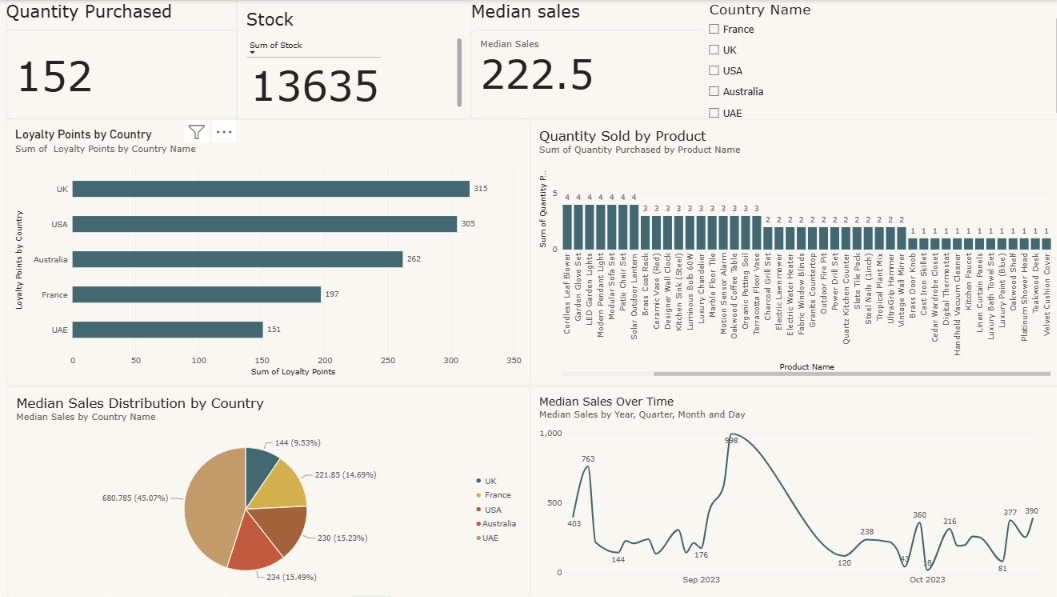 Quantity Purchased
152
Stock
Sum of Stock
13635
Median sales
Median Sales
222.5
Country Name
France
UK
USA
Australia
UAE
Loyalty Points by Country
Sum of Loyalty Points by Country Name
Loyalty Points by Country
UK
315
USA
305
Australia
262
France
197
UAE
151
0 50 100 150 200 250 300 350
Sum of Loyalty Points
Quantity Sold by Product
Sum of Quantity Purchased by Product Name
Sum of Quantity P...
5
0
4 4 4 4 4 4 4 3 3 3 3 3 3 3 3 3 3 3 2 2 2 2 2 2 2 2 2 2 2 2 2 1 1 1 1 1 1 1 1 1 1 1 1 1
Cordless Leaf Blower
Garden Glove Set
LED Garden Lights
Modern Pendant Light
Modular Sofa Set
Patio Chair Set
Solar Outdoor Lantern
Brass Coat Rack
Ceramic Vase (Red)
Designer Wall Clock
Kitchen Sink (Steel)
Luminous Bulb 60W
Luxury Chandelier
Marble Floor Tile
Motion Sensor Alarm
Oakwood Coffee Table
Organic Potting Soil
Terracotta Floor Vase
Charcoal Grill Set
Electric Lawnmower
Electric Water Heater
Fabric Window Blinds
Granite Countertop
Outdoor Fire Pit
Power Drill Set
Quartz Kitchen Counter
Slate Tile Pack
Steel Nails (1inch)
Tropical Plant Mix
UltraGrip Hammer
Vintage Wall Mirror
Brass Door Knob
Cast Iron Skillet
Cedar Wardrobe Closet
Digital Thermostat
Handheld Vacuum Cleaner
Kitchen Faucet
Linen Curtain Panels
Luxury Bath Towel Set
Luxury Paint (Blue)
Oakwood Shelf
Platinum Shower Head
Teakwood Desk
Velvet Cushion Cover
Product Name
Median Sales Distribution by Country
Median Sales by Country Name
144 (9.53%)
221.85 (14.69%)
230 (15.23%)
234 (15.49%)
680.785 (45.07%)
UK
France
USA
Australia
UAE
Median Sales Over Time
Median Sales by Year, Quarter, Month and Day
1,000
500
0
403
763
144
176
998
120
238
43
360
18
316
81
377
390
Sep 2023
Oct 2023